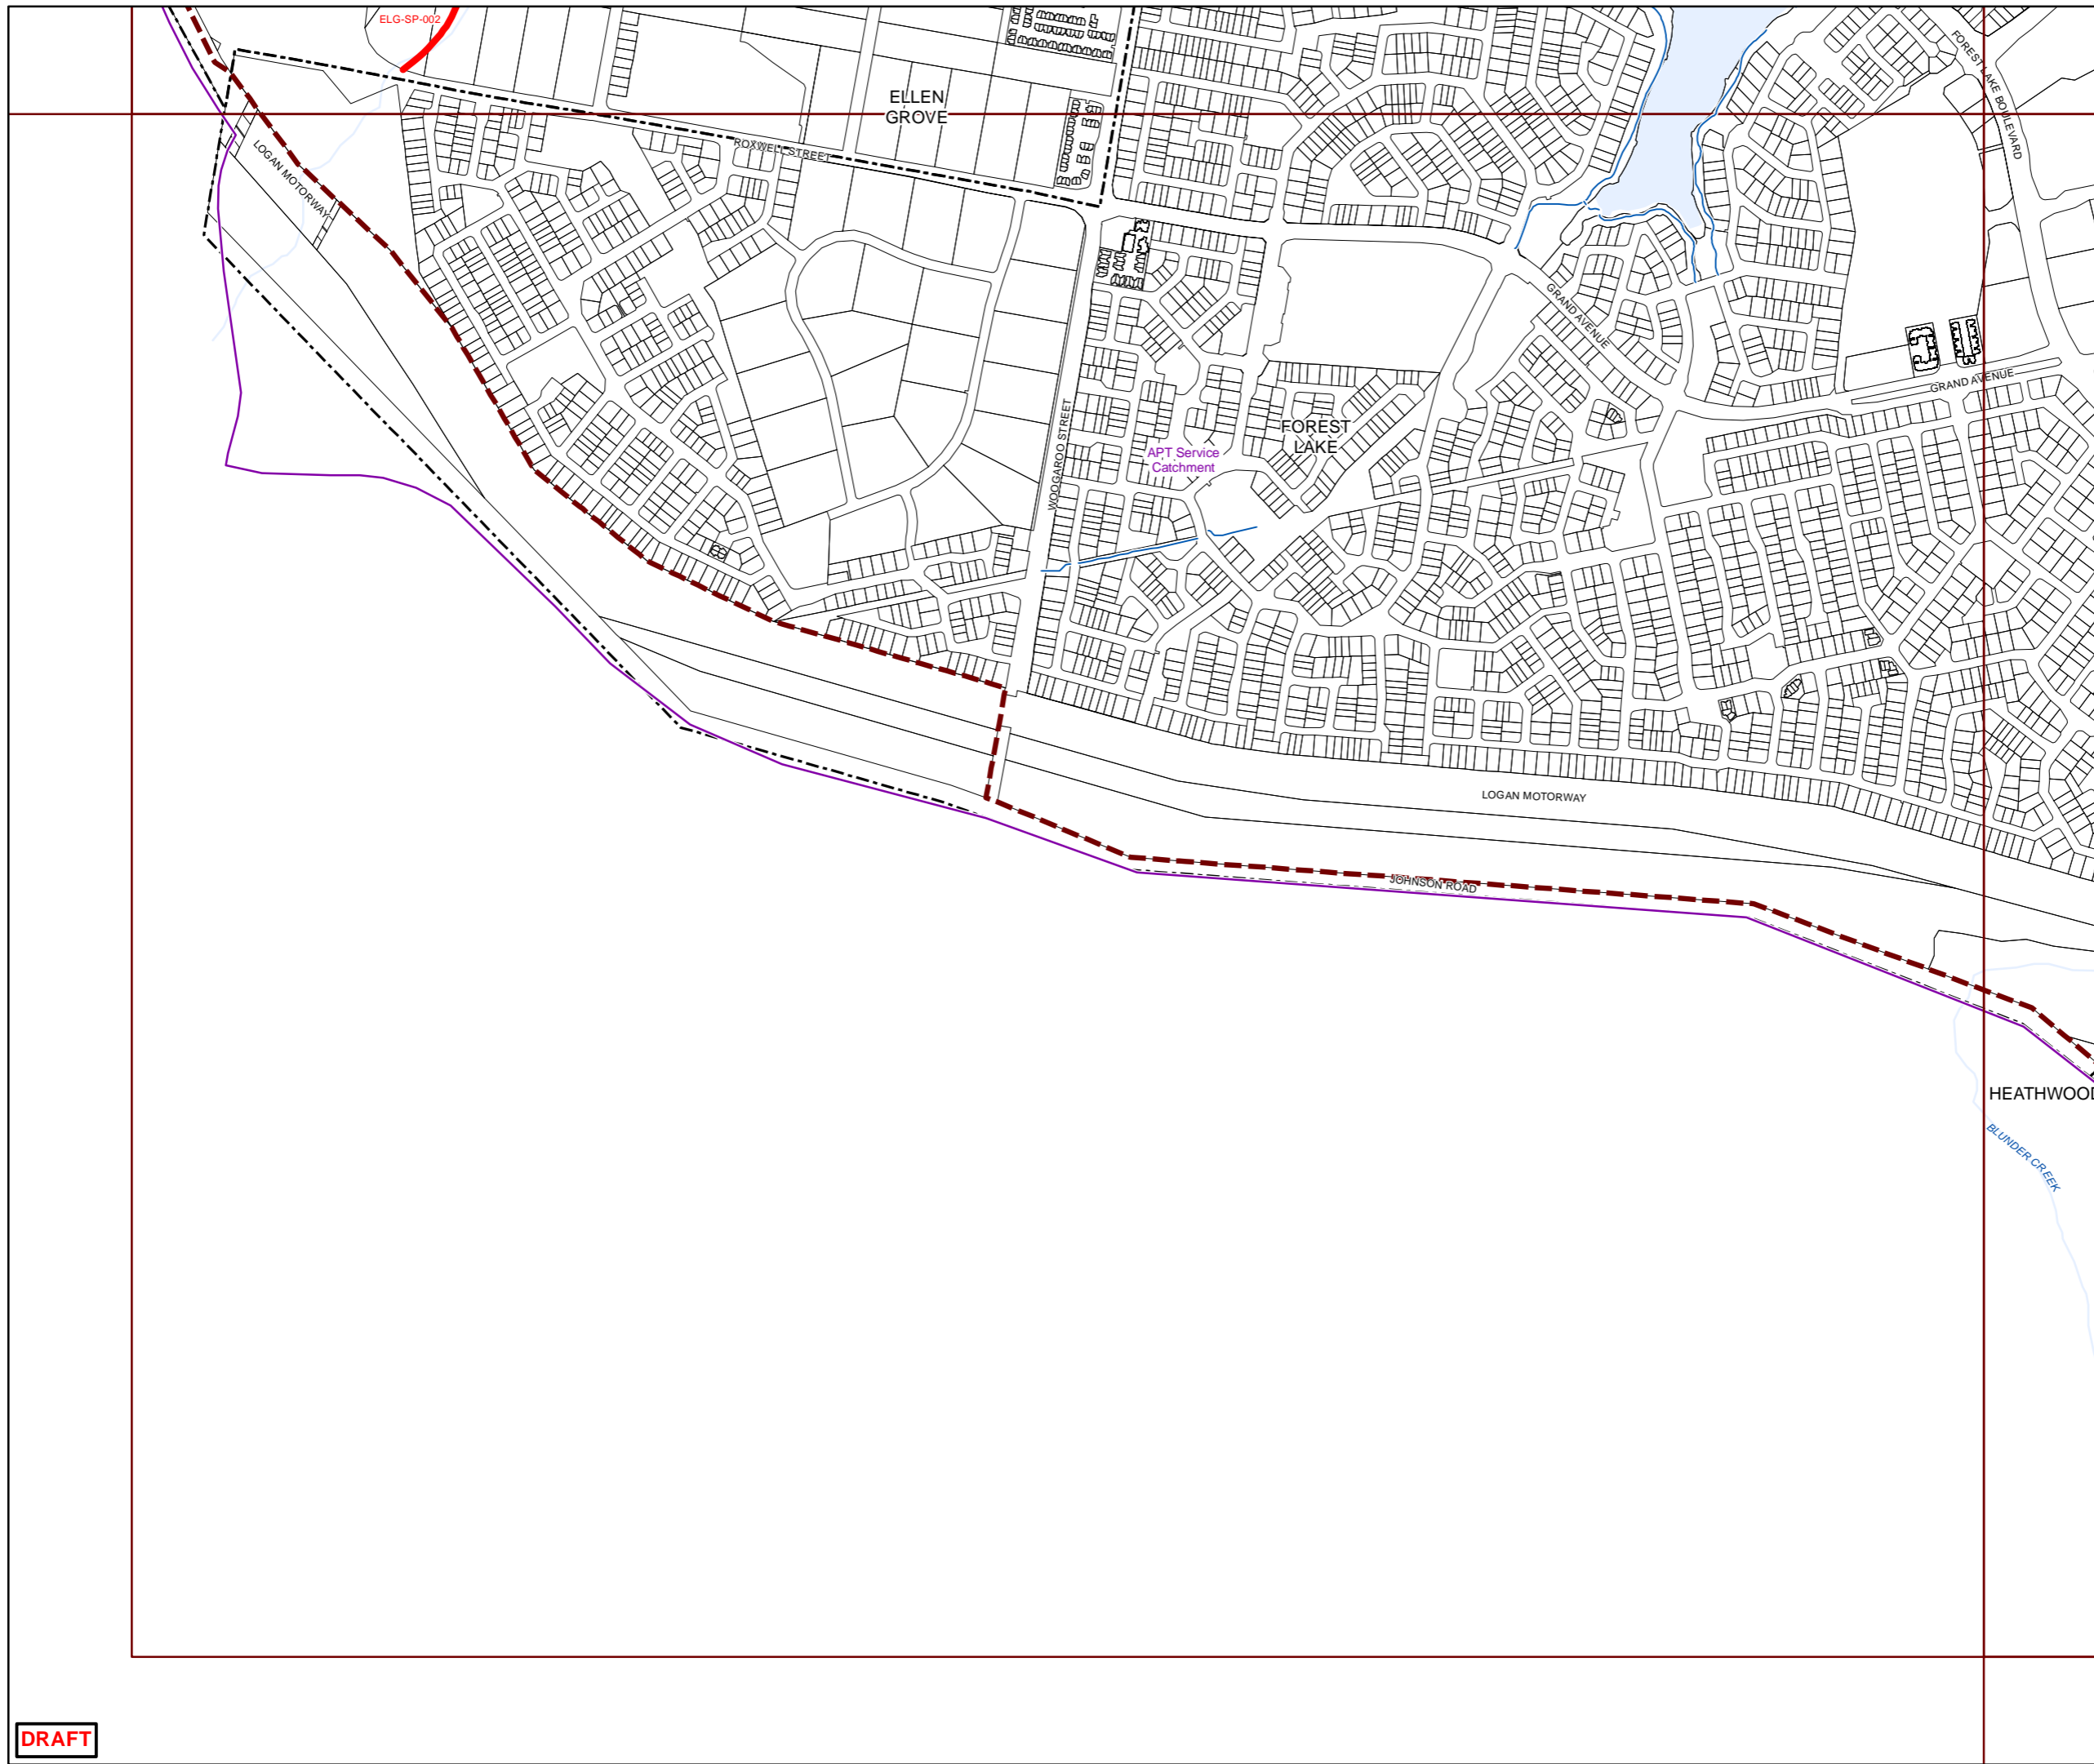 ELG-SP-002
FOREST LAKE BOULEVARD
ELLEN
GROVE
ROXWELL STREET
LOGAN MOTORWAY
GRAND AVENUE
GRAND AVENUE
WOOGAROO STREET
FOREST
LAKE
APT Service
Catchment
LOGAN MOTORWAY
JOHNSON ROAD
HEATHWOOD
BLUNDER CREEK
DRAFT